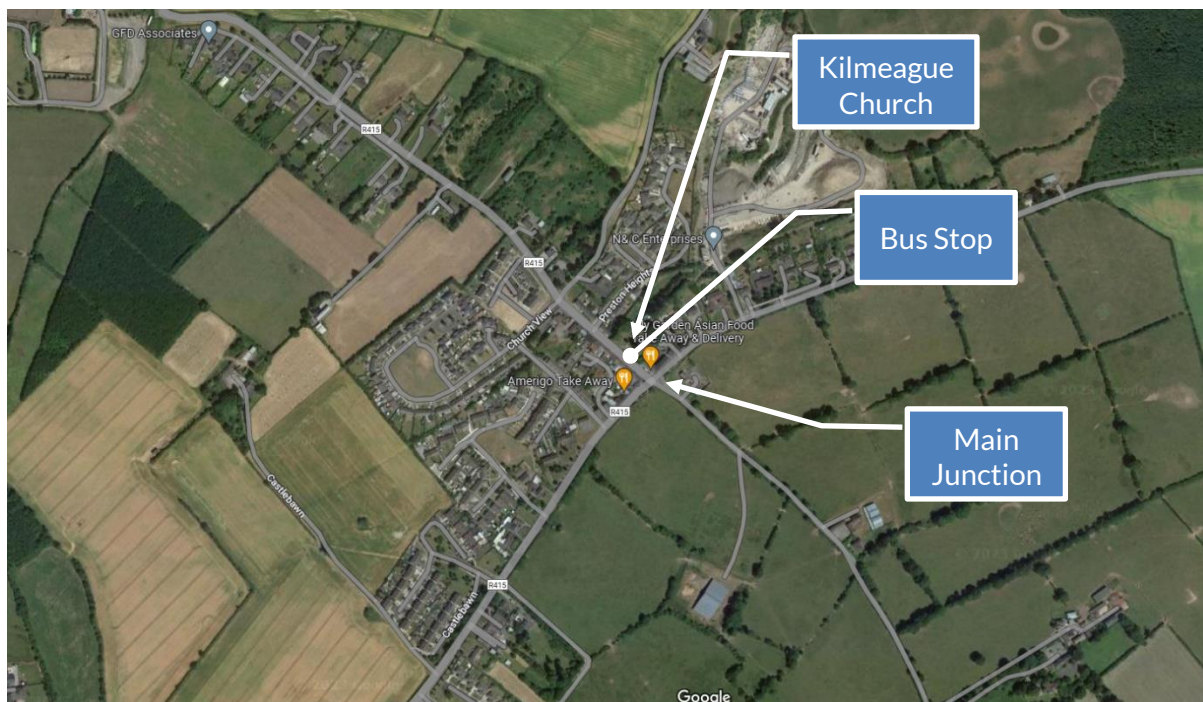 GFD Associates
R415
Kilmeague
Church
Bus Stop
N& C Enterprises
R415
Preston Heights
Church View
Garden Asian Food
Take Away & Delivery
Amerigo Take Away
R415
Main
Junction
Castlebawn
R415
Castlebawn
Google